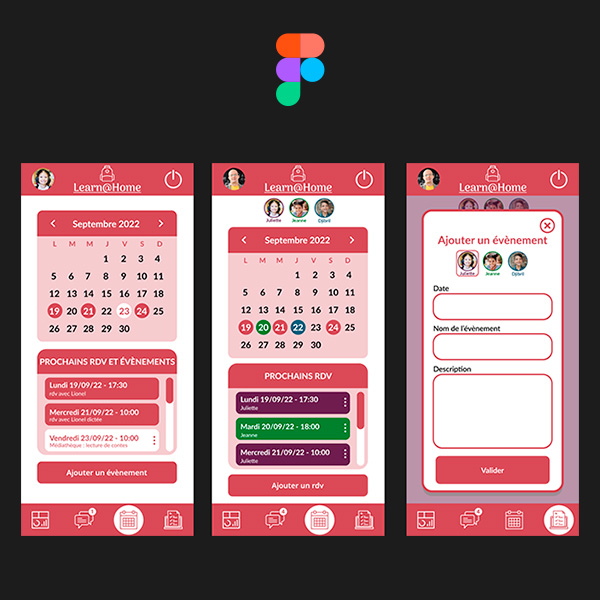 Learn@Home
Septembre 2022
L M M J V S D
1 2 3 4
5 6 7 8 9 10 11
12 13 14 15 16 17 18
19 20 21 22 23 24 25
26 27 28 29 30
PROCHAINS RDV ET ÉVÈNEMENTS
Lundi 19/09/22 - 17:30
rdv avec Lionel
Mercredi 21/09/22 - 10:00
rdv avec Lionel dictée
Vendredi 23/09/22 - 10:00
Médiathèque : lecture de contes
Ajouter un évènement
1
Learn@Home
Juliette Jeanne Djibril
Septembre 2022
L M M J V S D
1 2 3 4
5 6 7 8 9 10 11
12 13 14 15 16 17 18
19 20 21 22 23 24 25
26 27 28 29 30
PROCHAINS RDV
Lundi 19/09/22 - 17:30
Juliette
Mardi 20/09/22 - 18:00
Jeanne
Mercredi 21/09/22 - 10:00
Juliette
Ajouter un rdv
4
Learn@Home
Ajouter un évènement
Juliette Jeanne Djibril
Date
Nom de l'évènement
Description
Valider
4